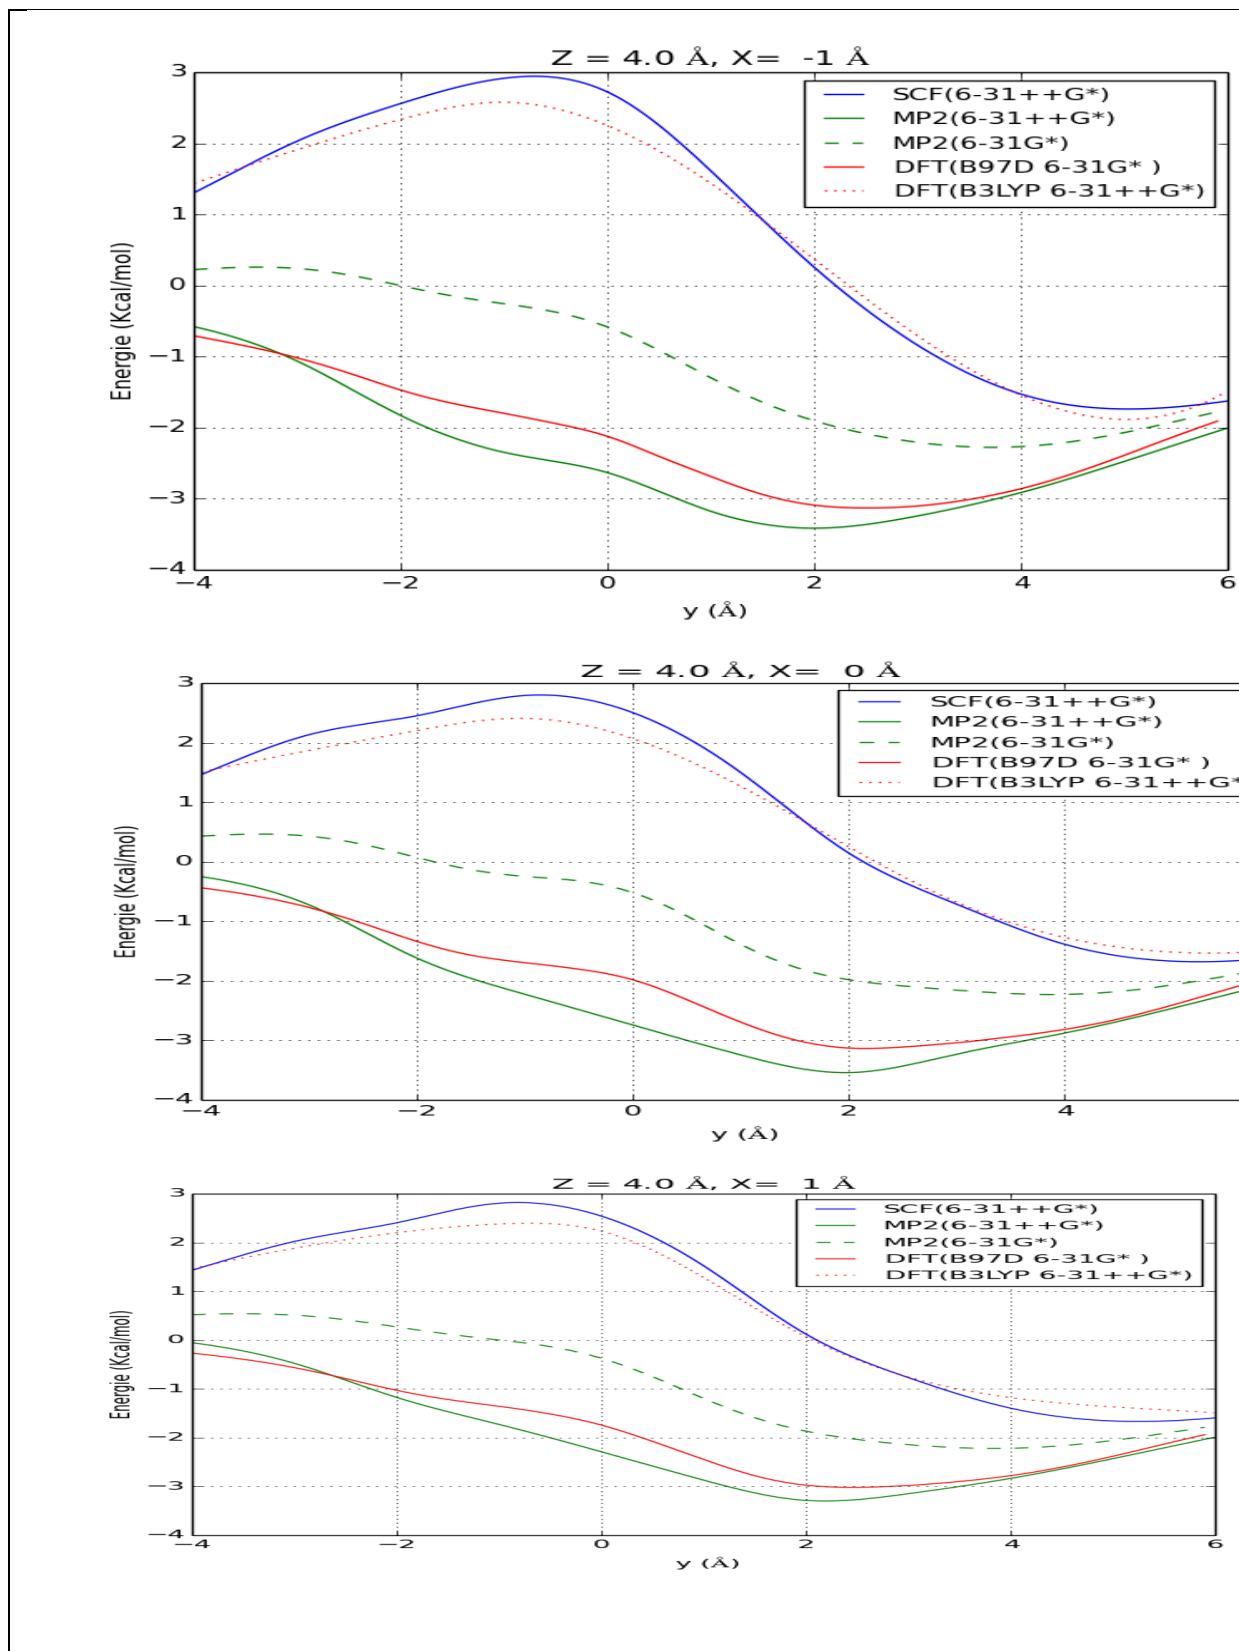 Z = 4.0 Å, X=  -1 Å
3
2
1
0
−1
−2
−3
−4
Energie (Kcal/mol)
SCF(6-31++G*)
MP2(6-31++G*)
MP2(6-31G*)
DFT(B97D 6-31G* )
DFT(B3LYP 6-31++G*)
−4 −2 0 2 4 6
y (Å)
Z = 4.0 Å, X=  0 Å
3
2
1
0
−1
−2
−3
−4
Energie (Kcal/mol)
SCF(6-31++G*)
MP2(6-31++G*)
MP2(6-31G*)
DFT(B97D 6-31G* )
DFT(B3LYP 6-31++G*
−4 −2 0 2 4
y (Å)
Z = 4.0 Å, X=  1 Å
3
2
1
0
−1
−2
−3
−4
Energie (Kcal/mol)
SCF(6-31++G*)
MP2(6-31++G*)
MP2(6-31G*)
DFT(B97D 6-31G* )
DFT(B3LYP 6-31++G*)
−4 −2 0 2 4 6
y (Å)